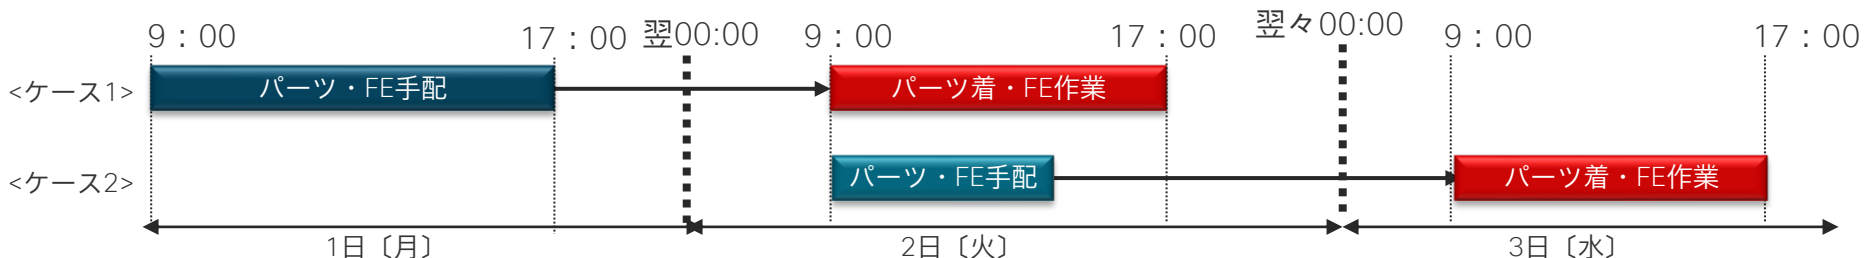 9：00 17：00 翌00:00 9：00 17：00 翌々00:00 9：00 17：00
<ケース1> パーツ・FE手配 パーツ着・FE作業
<ケース2> パーツ・FE手配 パーツ着・FE作業
1日〔月〕 2日〔火〕 3日〔水〕